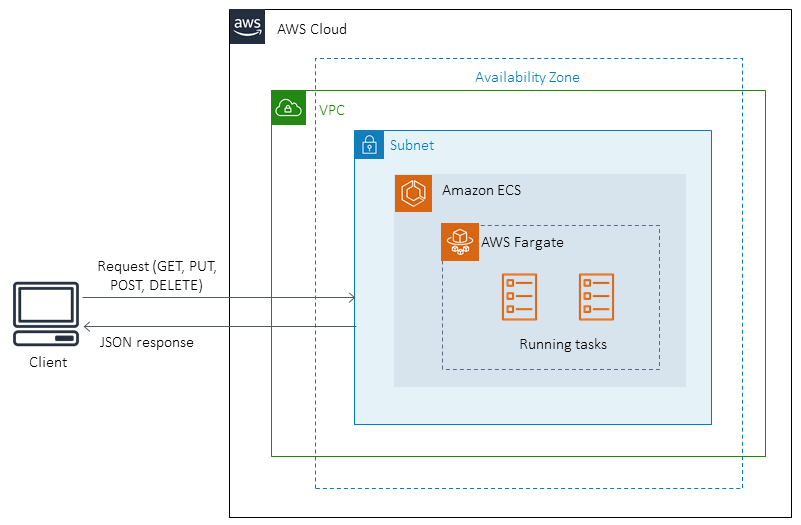 aws
AWS Cloud
Availability Zone
VPC
Subnet
Amazon ECS
AWS Fargate
Request (GET, PUT,
POST, DELETE)
JSON response
Client
Running tasks